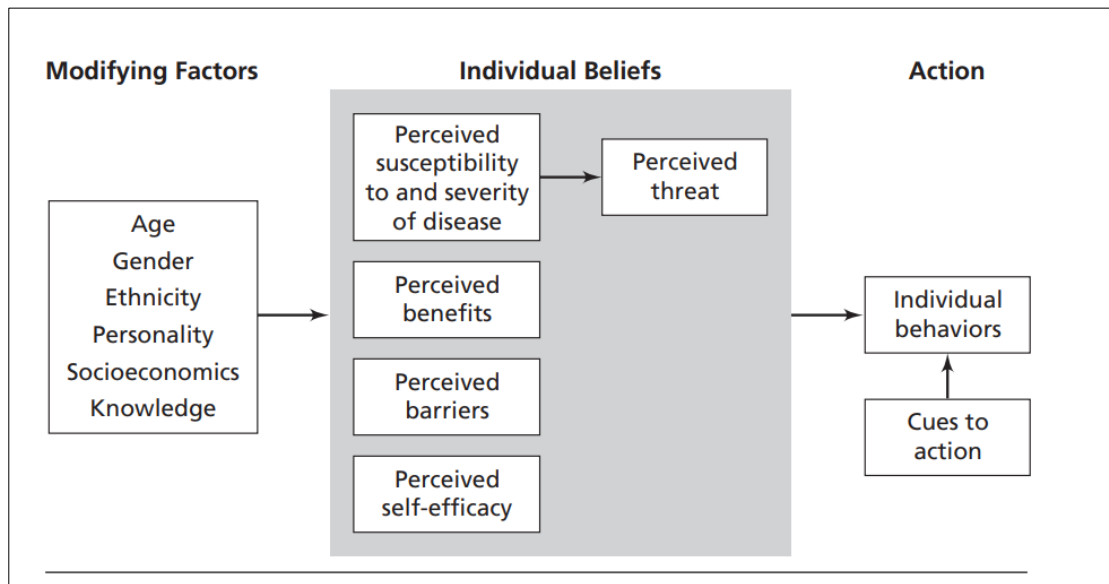 Modifying Factors
Individual Beliefs
Action
Age
Gender
Ethnicity
Personality
Socioeconomics
Knowledge
Perceived
susceptibility
to and severity
of disease
Perceived
threat
Perceived
benefits
Perceived
barriers
Perceived
self-efficacy
Individual
behaviors
Cues to
action